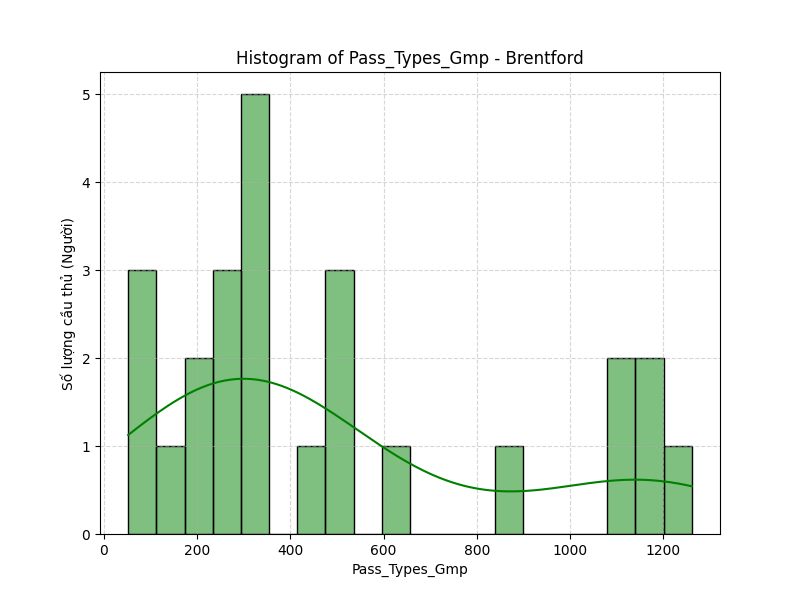 Histogram of Pass_Types_Gmp - Brentford
Số lượng cầu thủ (Người)
5
4
3
2
1
0
0 200 400 600 800 1000 1200
Pass_Types_Gmp